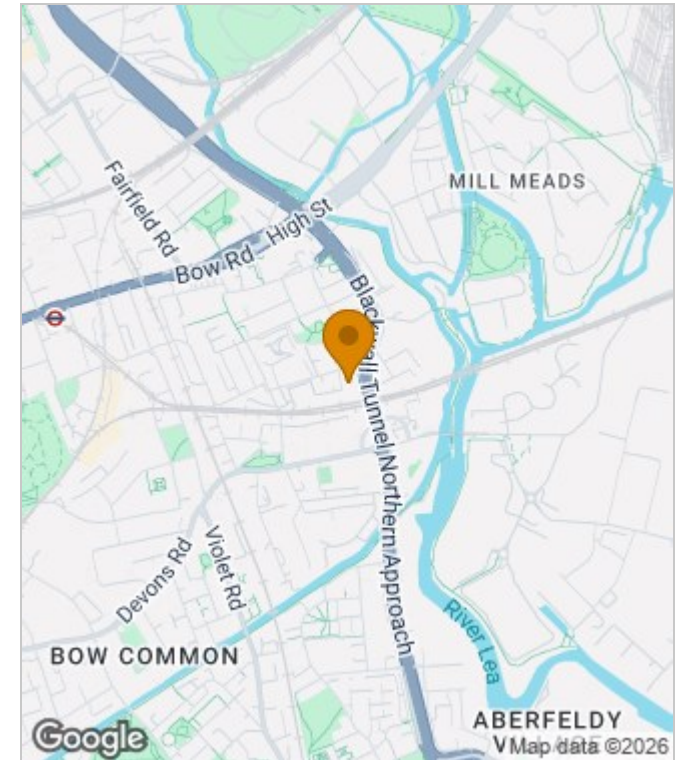 MILL MEADS
Fairfield Rd
High St
Bow Rd
Blackwall Tunnel Northern Approach
Devons Rd
Violet Rd
River Lea
BOW COMMON
ABERFELDY
Google
Map data ©2026